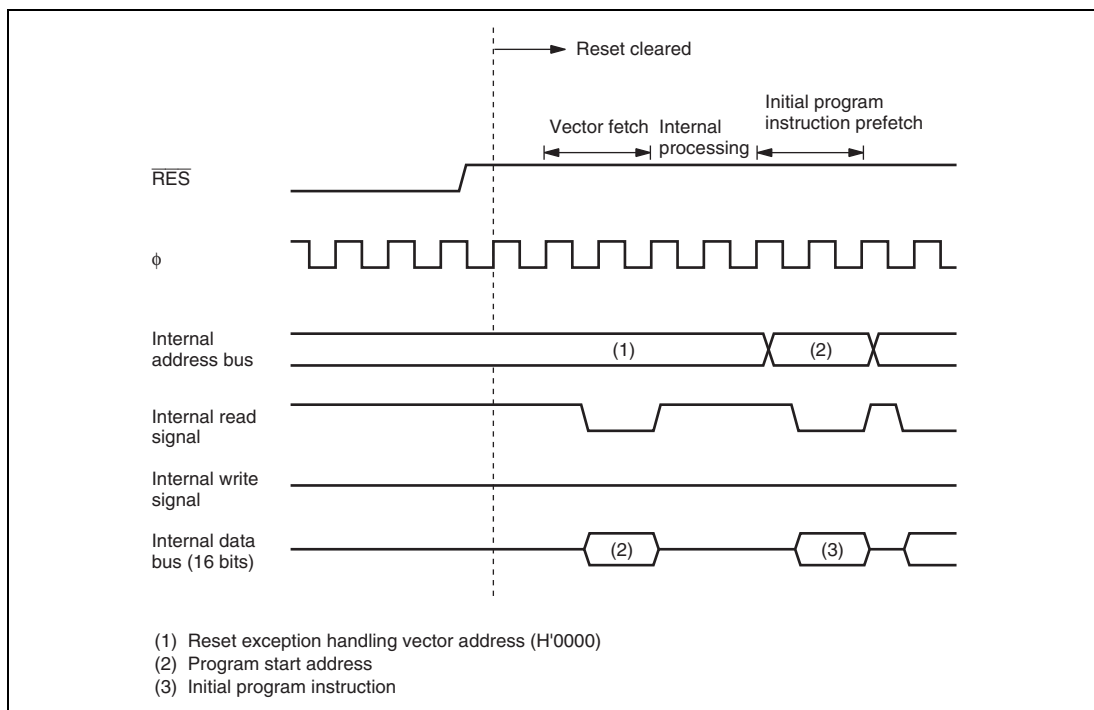 Reset cleared
Initial program
Vector fetch Internal instruction prefetch
processing
RES
φ
Internal
address bus
(1)
(2)
Internal read
signal
Internal write
signal
Internal data
bus (16 bits)
(2)
(3)
(1) Reset exception handling vector address (H'0000)
(2) Program start address
(3) Initial program instruction